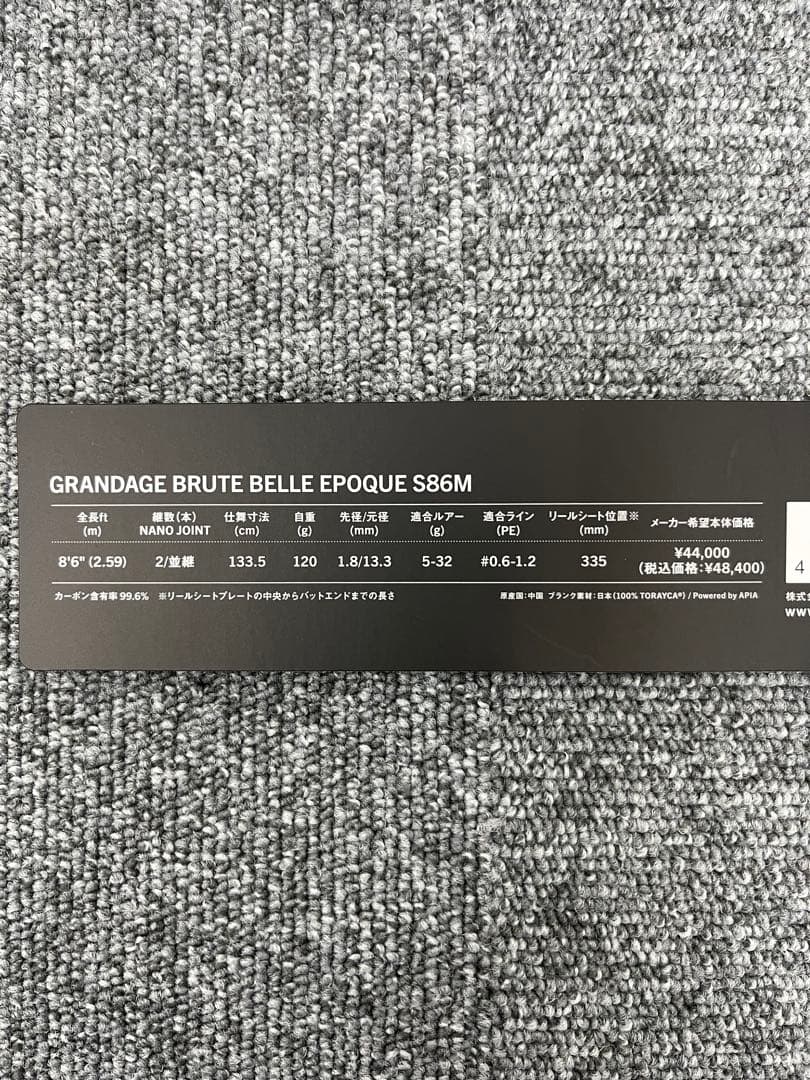 GRANDAGE BRUTE BELLE EPOQUE S86M
全長ft (m) 継数(本) NANO JOINT 仕舞寸法 (cm) 自重 (g) 先径/元径 (mm) 適合ルアー (g) 適合ライン (PE) リールシート位置※ (mm) メーカー希望本体価格
8'6" (2.59) 2/並継 133.5 120 1.8/13.3 5-32 #0.6-1.2 335 ¥44,000 (税込価格:¥48,400)
カーボン含有率 99.6% ※リールシートプレートの中央からバットエンドまでの長さ 原産国:中国 ブランク素材:日本(100% TORAYCA®) / Powered by APIA
4
株式